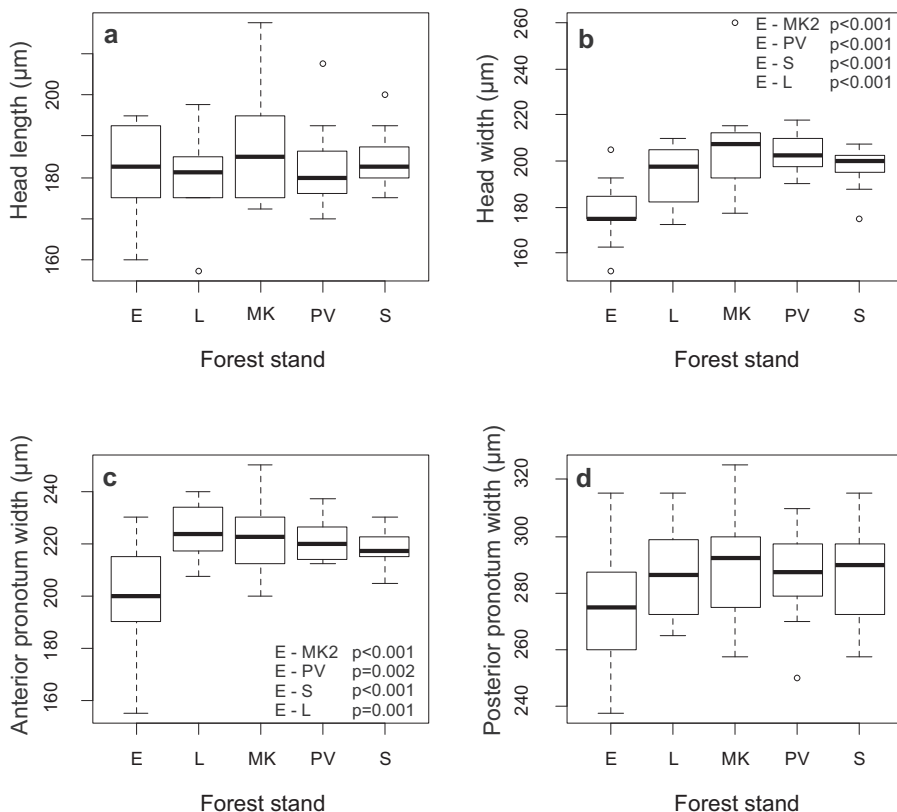 a
Head length (μm)
160
180
200
E
L
MK
PV
S
Forest stand
b
E - MK2 p<0.001
E - PV p<0.001
E - S p<0.001
E - L p<0.001
Head width (μm)
160
180
200
220
240
260
E
L
MK
PV
S
Forest stand
c
Anterior pronotum width (μm)
160
180
200
220
240
E - MK2 p<0.001
E - PV p=0.002
E - S p<0.001
E - L p=0.001
E
L
MK
PV
S
Forest stand
d
Posterior pronotum width (μm)
240
260
280
300
320
E
L
MK
PV
S
Forest stand